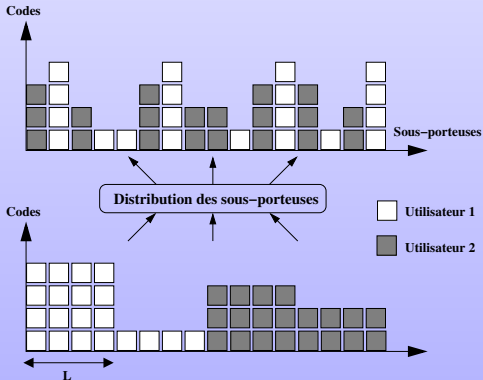 Codes
Sous-porteuses
Distribution des sous-porteuses
Codes
Utilisateur 1
Utilisateur 2
L